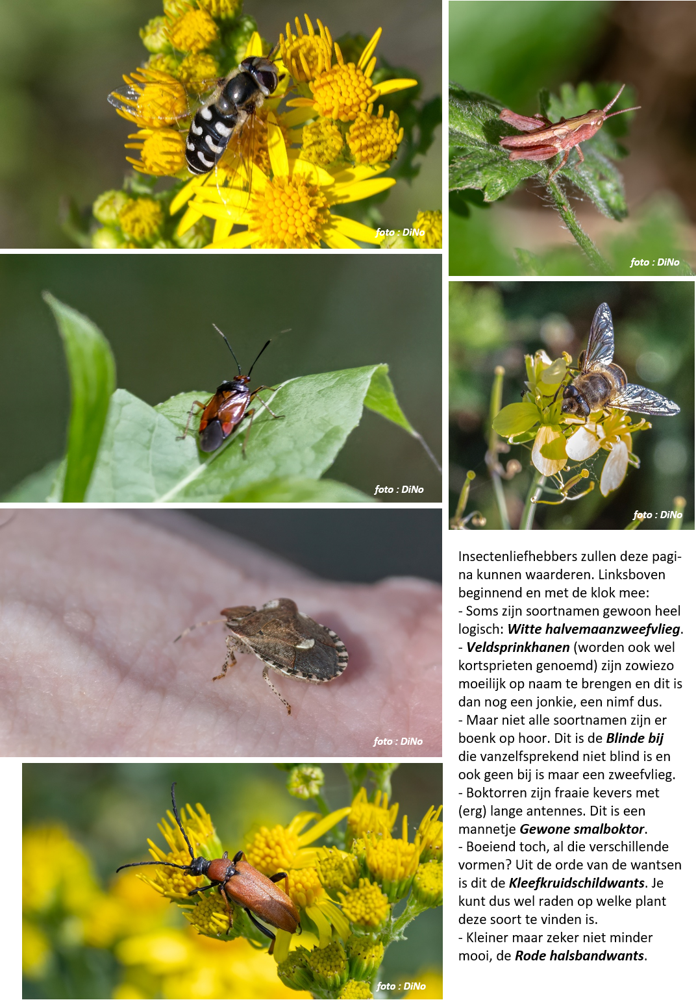 foto : DiNo
foto : DiNo
foto : DiNo
foto : DiNo
foto : DiNo
foto : DiNo
Insectenliefhebbers zullen deze pagi-
na kunnen waarderen. Linksboven
beginnend en met de klok mee:
- Soms zijn soortnamen gewoon heel
logisch: Witte halvemaanzweefvlieg.
- Veldsprinkhanen (worden ook wel
kortsprieten genoemd) zijn zowiezo
moeilijk op naam te brengen en dit is
dan nog een jonkie, een nimf dus.
- Maar niet alle soortnamen zijn er
boenk op hoor. Dit is de Blinde bij
die vanzelfsprekend niet blind is en
ook geen bij is maar een zweefvlieg.
- Boktorren zijn fraaie kevers met
(erg) lange antennes. Dit is een
mannetje Gewone smalboktor.
- Boeiend toch, al die verschillende
vormen? Uit de orde van de wantsen
is dit de Kleefkruidschildwants. Je
kunt dus wel raden op welke plant
deze soort te vinden is.
- Kleiner maar zeker niet minder
mooi, de Rode halsbandwants.